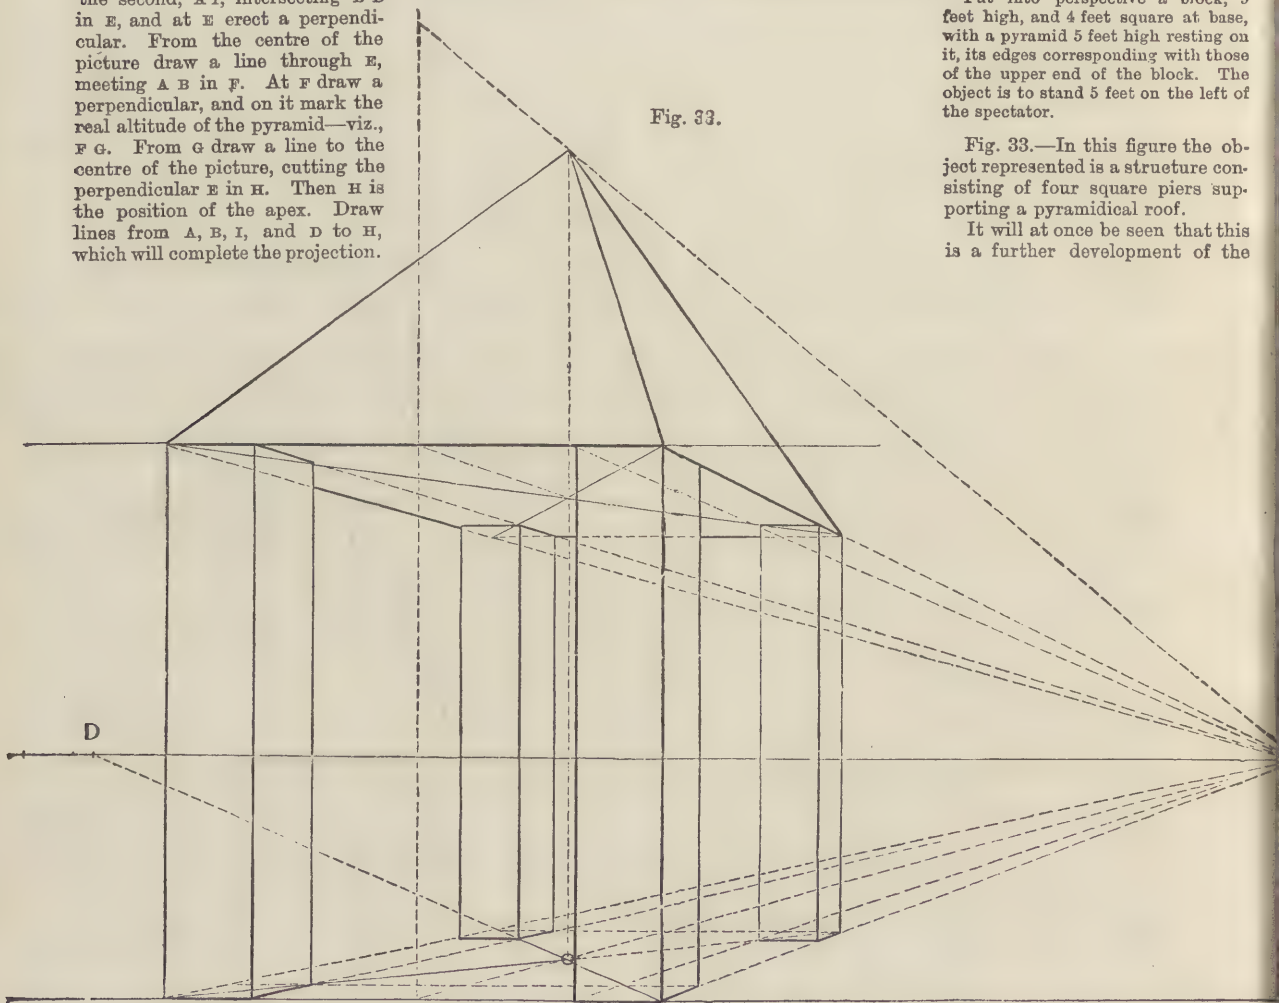 the second, A I, intersecting B D
in E, and at E erect a perpendi-
cular. From the centre of the
picture draw a line through E,
meeting A B in F. At F draw a
perpendicular, and on it mark the
real altitude of the pyramid—viz.,
F G. From G draw a line to the
centre of the picture, cutting the
perpendicular E in H. Then H is
the position of the apex. Draw
lines from A, B, I, and D to H,
which will complete the projection.
Fig. 33.
Put into perspective a block,
feet high, and 4 feet square at base,
with a pyramid 5 feet high resting on
it, its edges corresponding with those
of the upper end of the block. The
object is to stand 5 feet on the left of
the spectator.
Fig. 33.—In this figure the ob-
ject represented is a structure con-
sisting of four square piers sup-
porting a pyramidical roof.
It will at once be seen that this
is a further development of the
D